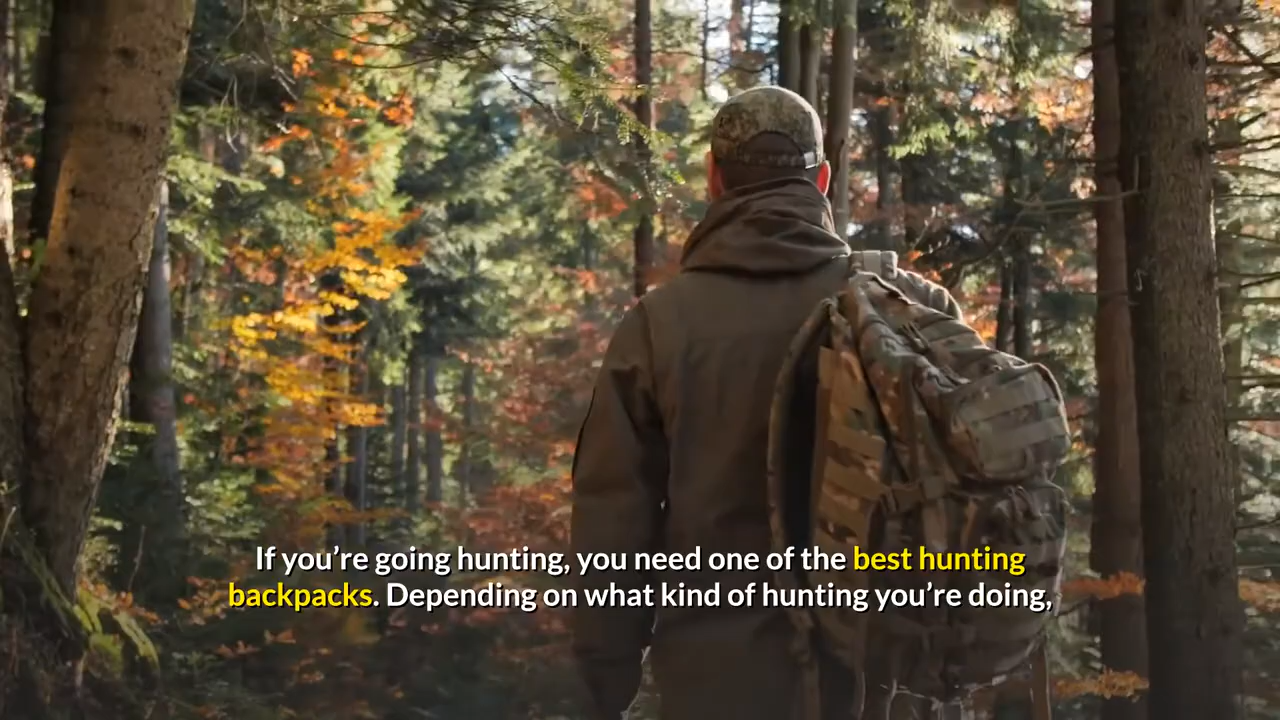 If you’re going hunting, you need one of the best hunting
backpacks. Depending on what kind of hunting you’re doing,